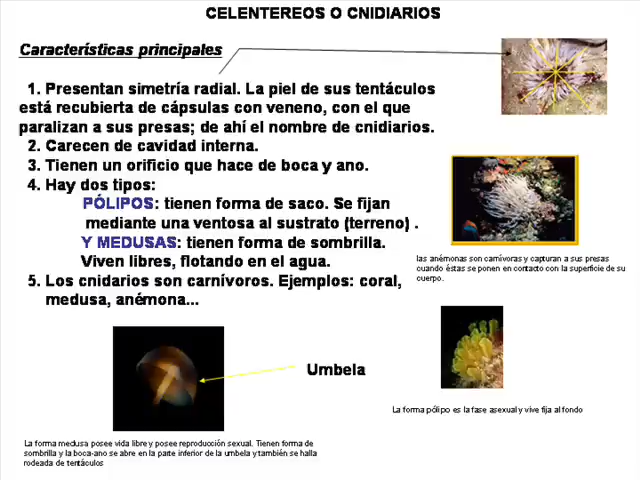 CELENTEREOS O CNIDIARIOS
Características principales
1. Presentan simetría radial. La piel de sus tentáculos
está recubierta de cápsulas con veneno, con el que
paralizan a sus presas; de ahí el nombre de cnidiarios.
2. Carecen de cavidad interna.
3. Tienen un orificio que hace de boca y ano.
4. Hay dos tipos:
PÓLIPOS: tienen forma de saco. Se fijan
mediante una ventosa al sustrato (terreno) .
Y MEDUSAS: tienen forma de sombrilla.
Viven libres, flotando en el agua.
5. Los cnidarios son carnívoros. Ejemplos: coral,
medusa, anémona...
las anémonas son carnívoras y capturan a sus presas
cuando éstas se ponen en contacto con la superficie de su
cuerpo.
Umbela
La forma pólipo es la fase asexual y vive fija al fondo
La forma medusa posee vida libre y posee reproducción sexual. Tienen forma de
sombrilla y la boca-ano se abre en la parte inferior de la umbela y también se halla
rodeada de tentáculos